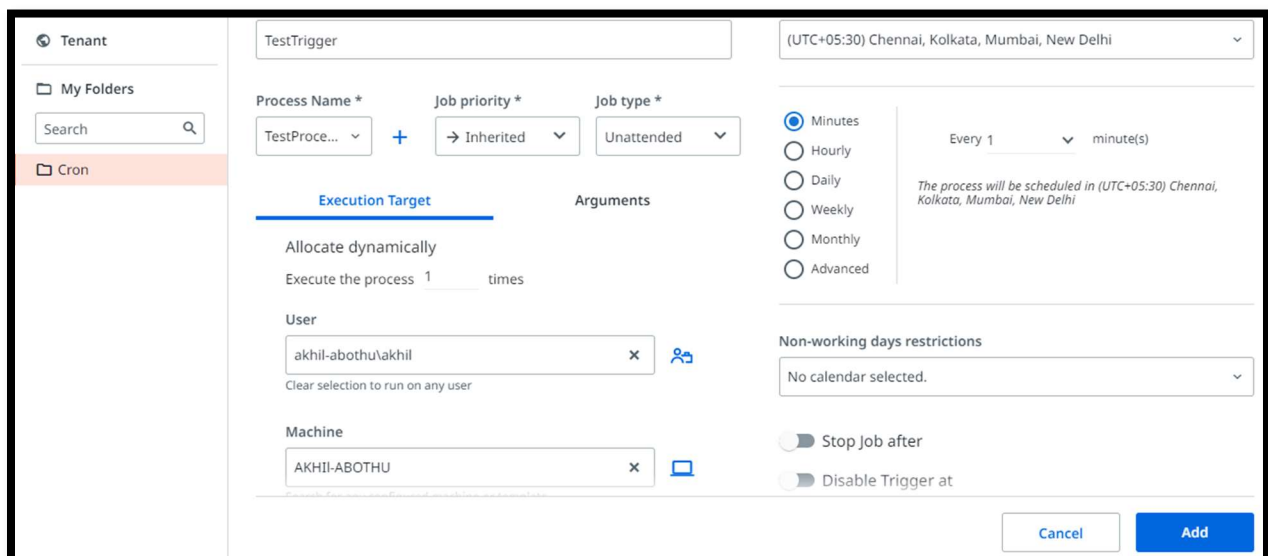 Tenant
My Folders
Search
Cron
TestTrigger
Process Name *
Job priority *
Job type *
TestProce...
+
→ Inherited
Unattended
Execution Target
Arguments
Allocate dynamically
Execute the process 1 times
User
akhil-abothu\akhil
Clear selection to run on any user
Machine
AKHIl-ABOTHU
(UTC+05:30) Chennai, Kolkata, Mumbai, New Delhi
Minutes
Hourly
Daily
Weekly
Monthly
Advanced
Every 1 minute(s)
The process will be scheduled in (UTC+05:30) Chennai,
Kolkata, Mumbai, New Delhi
Non-working days restrictions
No calendar selected.
Stop Job after
Disable Trigger at
Cancel
Add